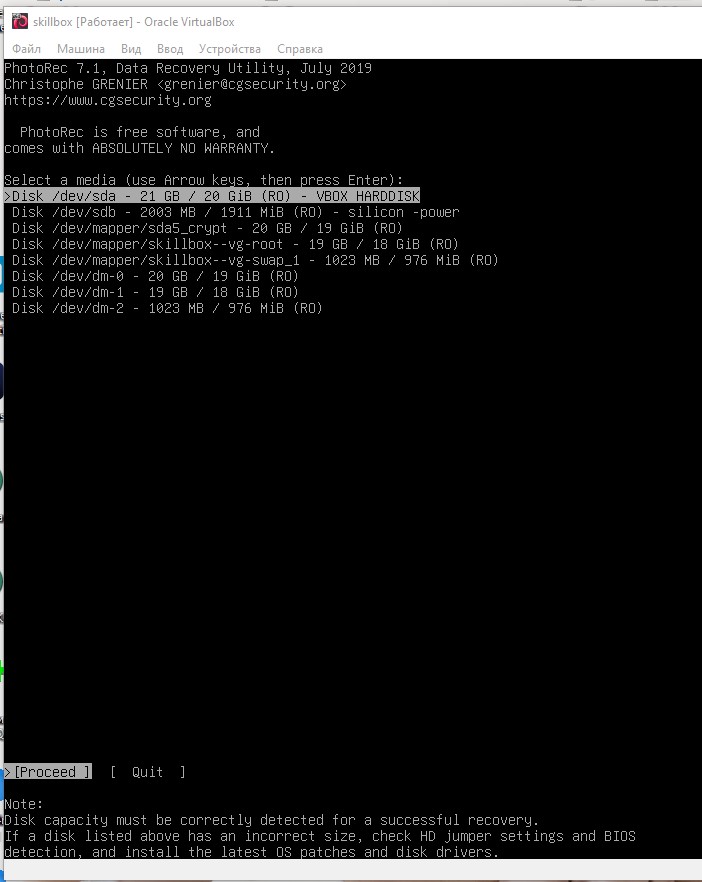 skillbox [Работает] - Oracle VirtualBox
Файл Машина Вид Ввод Устройства Справка
PhotoRec 7.1, Data Recovery Utility, July 2019
Christophe GRENIER <grenier@cgsecurity.org>
https://www.cgsecurity.org
PhotoRec is free software, and
comes with ABSOLUTELY NO WARRANTY.
Select a media (use Arrow keys, then press Enter):
>Disk /dev/sda - 21 GB / 20 GiB (RO) - VBOX HARDDISK
Disk /dev/sdb - 2003 MB / 1911 MiB (RO) - silicon -power
Disk /dev/mapper/sda5_crypt - 20 GB / 19 GiB (RO)
Disk /dev/mapper/skillbox--vg-root - 19 GB / 18 GiB (RO)
Disk /dev/mapper/skillbox--vg-swap_1 - 1023 MB / 976 MiB (RO)
Disk /dev/dm-0 - 20 GB / 19 GiB (RO)
Disk /dev/dm-1 - 19 GB / 18 GiB (RO)
Disk /dev/dm-2 - 1023 MB / 976 MiB (RO)
>[Proceed ] [ Quit ]
Note:
Disk capacity must be correctly detected for a successful recovery.
If a disk listed above has an incorrect size, check HD jumper settings and BIOS
detection, and install the latest OS patches and disk drivers.